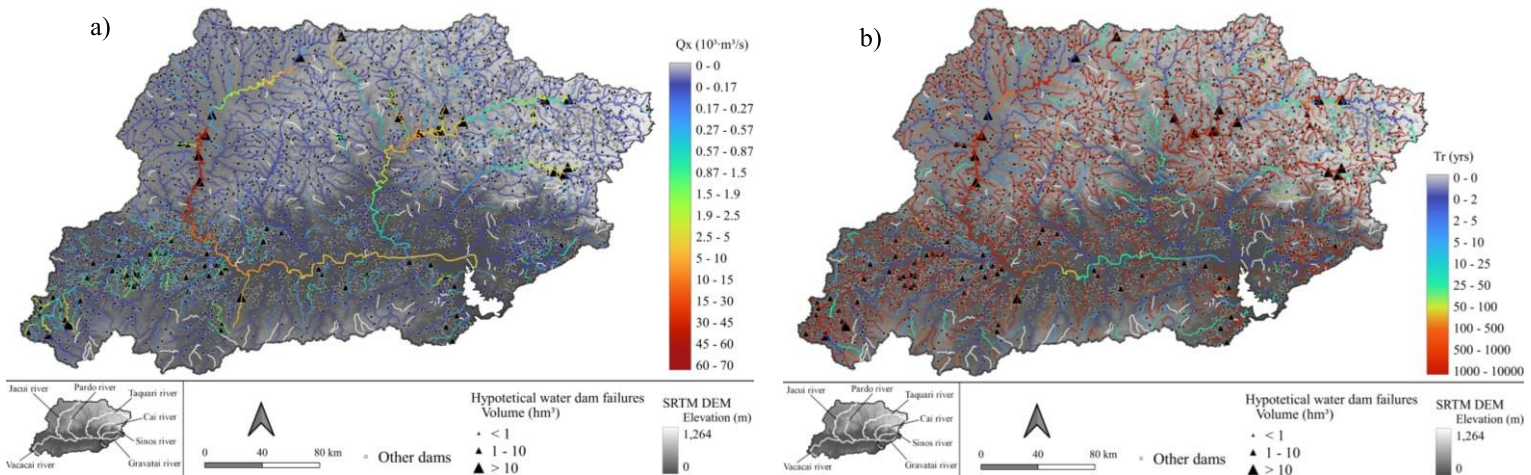 a)
Qx (10³·m³/s)
0 - 0
0 - 0.17
0.17 - 0.27
0.27 - 0.57
0.57 - 0.87
0.87 - 1.5
1.5 - 1.9
1.9 - 2.5
2.5 - 5
5 - 10
10 - 15
15 - 30
30 - 45
45 - 60
60 - 70
Jacui river
Pardo river
Taquari river
Cai river
Sinos river
Gravatai river
Vacacai river
0 40 80 km
Other dams
Hypotetical water dam failures
Volume (hm³)
< 1
1 - 10
> 10
SRTM DEM
Elevation (m)
1,264
0
b)
Tr (yrs)
0 - 0
0 - 2
2 - 5
5 - 10
10 - 25
25 - 50
50 - 100
100 - 500
500 - 1000
1000 - 10000
Jacui river
Pardo river
Taquari river
Cai river
Sinos river
Gravatai river
Vacacai river
0 40 80 km
Other dams
Hypotetical water dam failures
Volume (hm³)
< 1
1 - 10
> 10
SRTM DEM
Elevation (m)
1,264
0